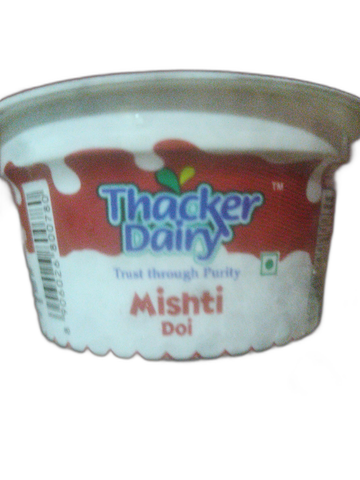 Thacker
Dairy
TM
Trust through Purity
Mishti
Doi